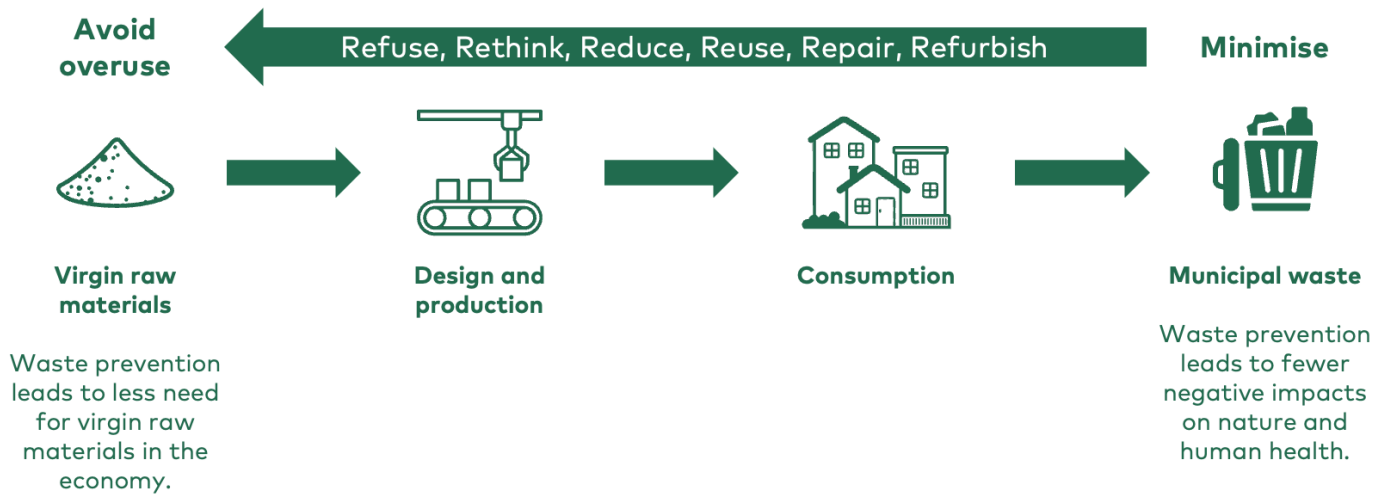 Avoid
overuse
Refuse, Rethink, Reduce, Reuse, Repair, Refurbish
Minimise
Virgin raw
materials
Design and
production
Consumption
Municipal waste
Waste prevention
leads to less need
for virgin raw
materials in the
economy.
Waste prevention
leads to fewer
negative impacts
on nature and
human health.